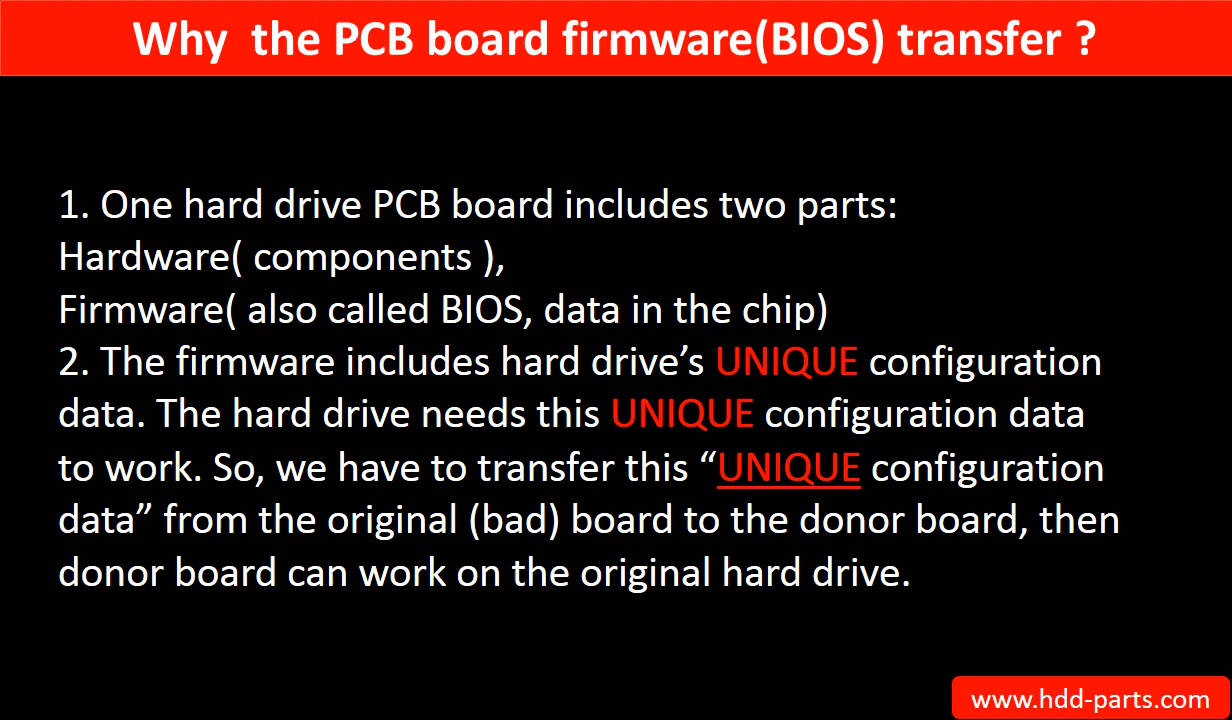 Why  the PCB board firmware(BIOS) transfer ?
1. One hard drive PCB board includes two parts:
Hardware( components ),
Firmware( also called BIOS, data in the chip)
2. The firmware includes hard drive’s UNIQUE configuration
data. The hard drive needs this UNIQUE configuration data
to work. So, we have to transfer this “UNIQUE configuration
data” from the original (bad) board to the donor board, then
donor board can work on the original hard drive.
www.hdd-parts.com